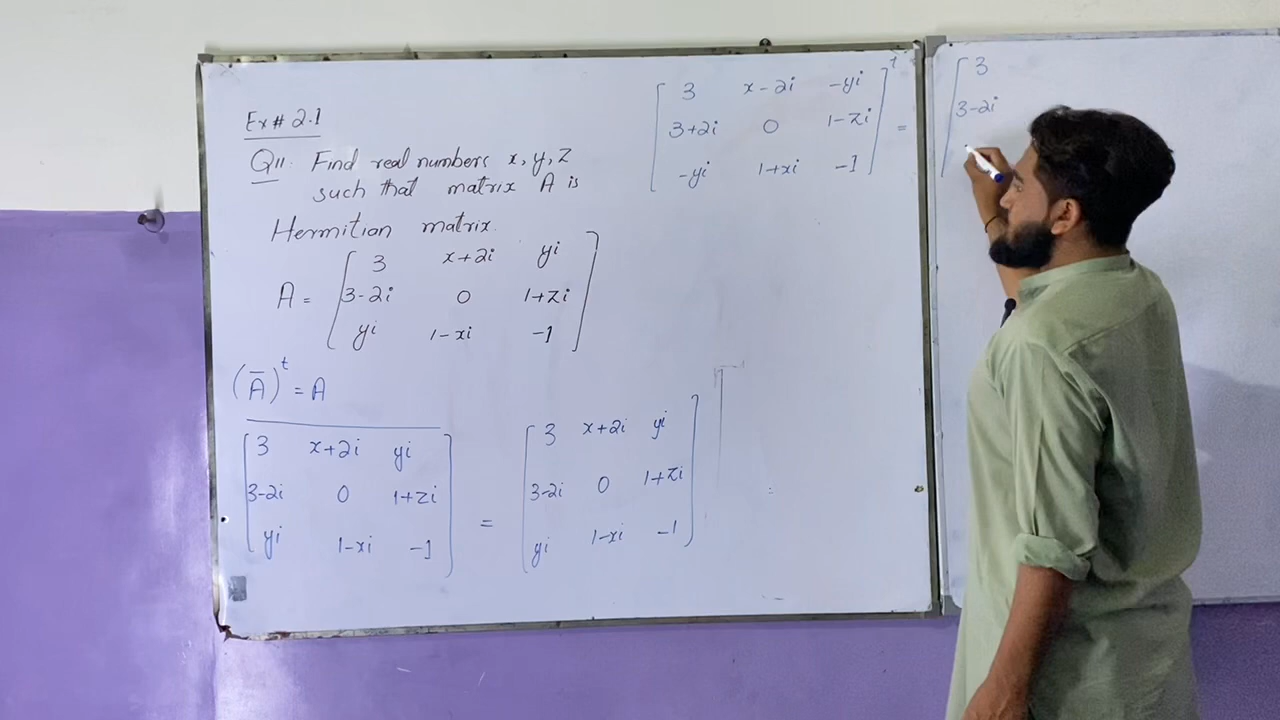 Ex# 2.1
Q11. Find real numbers x, y, z
such that matrix A is
Hermitian matrix.
A = [ 3 x+2i yi
3-2i 0 1+zi
yi 1-xi -1 ]
(Ā)ᵗ = A
[ 3 x+2i yi
3-2i 0 1+zi
yi 1-xi -1 ]
=
[ 3 x+2i yi
3-2i 0 1+zi
yi 1-xi -1 ]
[ 3 x-2i -yi
3+2i 0 1-zi
-yi 1+xi -1 ]ᵗ =
[ 3
3-2i